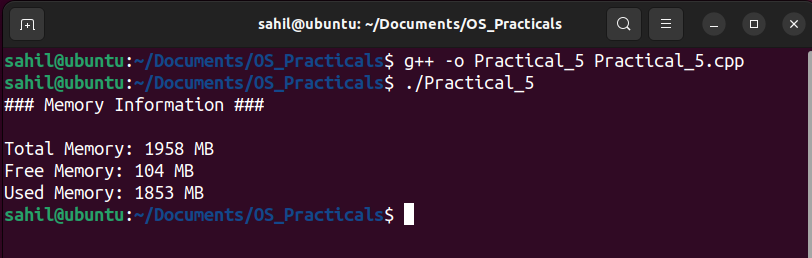 sahil@ubuntu: ~/Documents/OS_Practicals
sahil@ubuntu:~/Documents/OS_Practicals$ g++ -o Practical_5 Practical_5.cpp
sahil@ubuntu:~/Documents/OS_Practicals$ ./Practical_5
### Memory Information ###
Total Memory: 1958 MB
Free Memory: 104 MB
Used Memory: 1853 MB
sahil@ubuntu:~/Documents/OS_Practicals$